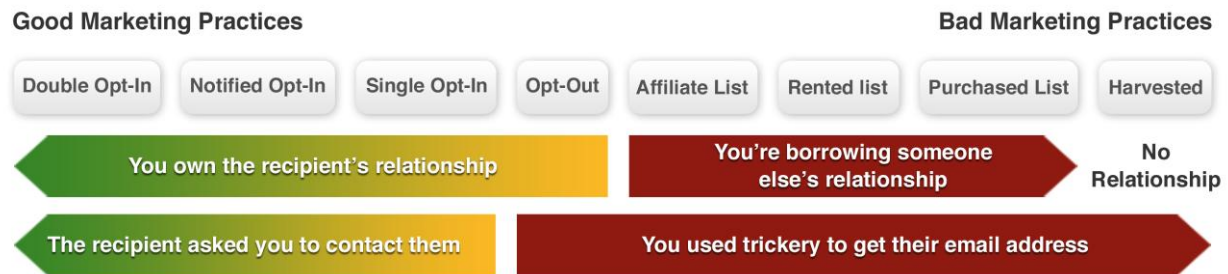 Good Marketing Practices
Bad Marketing Practices
Double Opt-In
Notified Opt-In
Single Opt-In
Opt-Out
Affiliate List
Rented list
Purchased List
Harvested
You own the recipient's relationship
You're borrowing someone
else's relationship
No
Relationship
The recipient asked you to contact them
You used trickery to get their email address